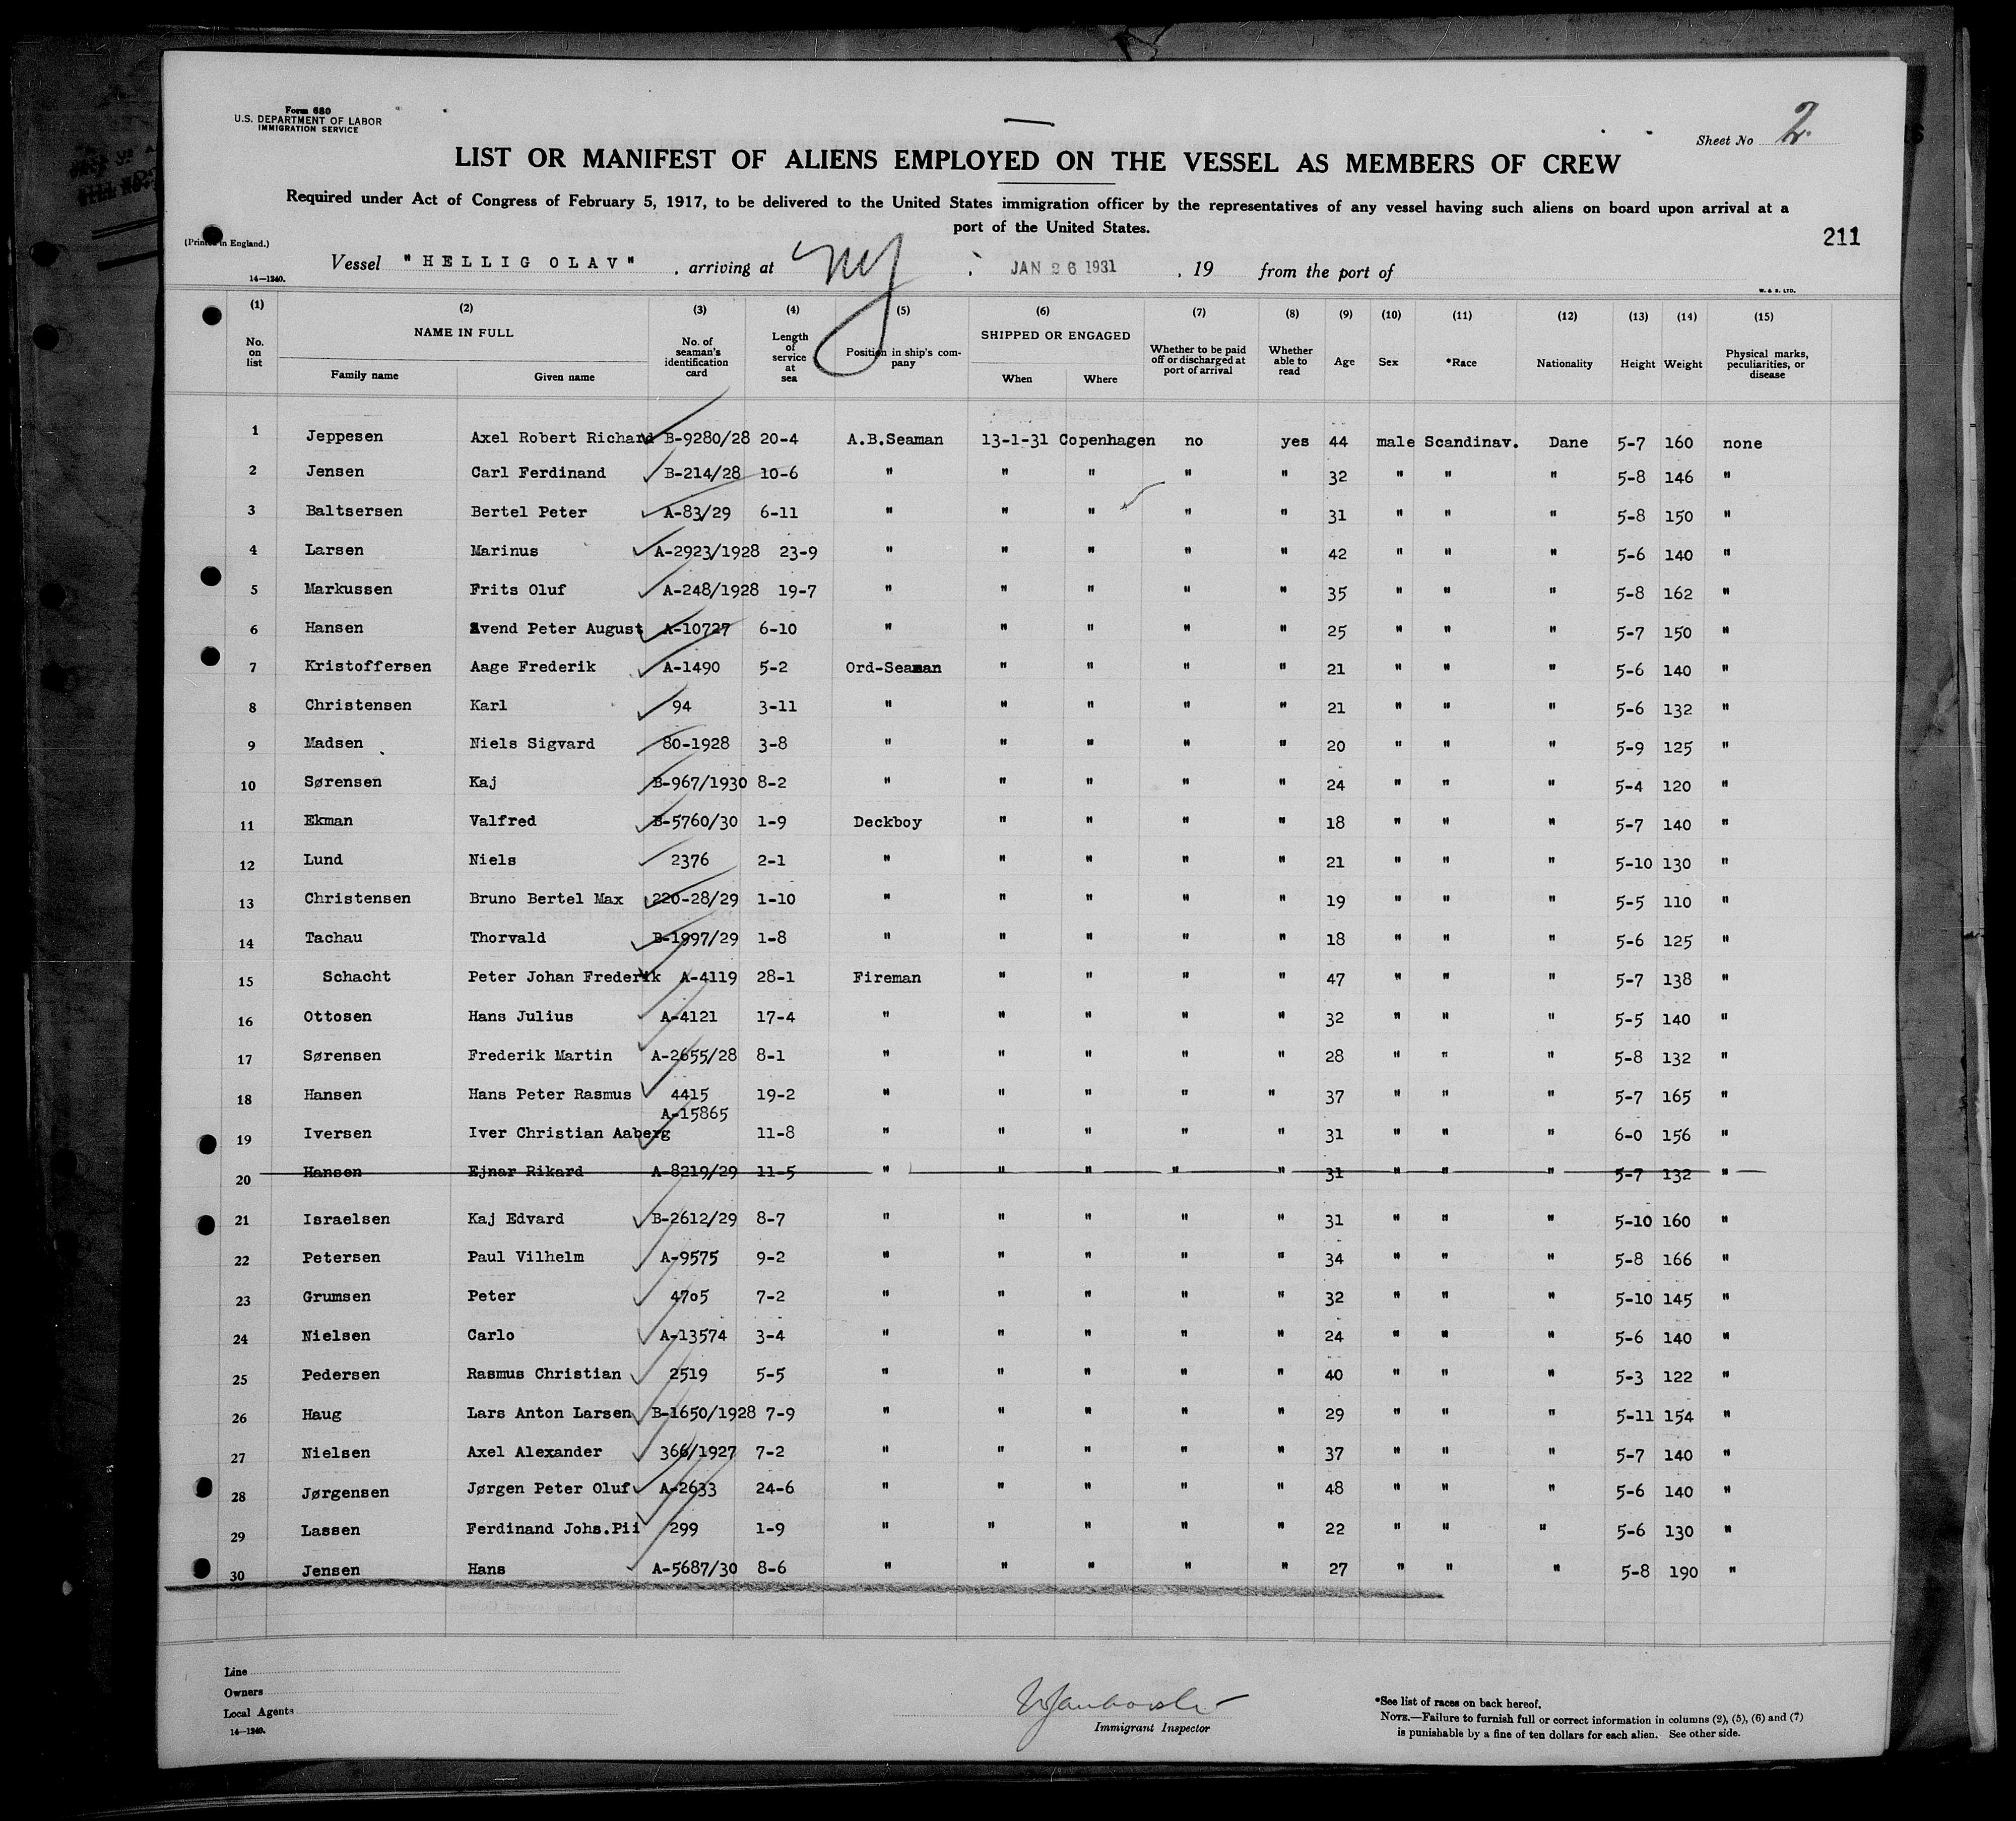 Form 680
U.S. DEPARTMENT OF LABOR
IMMIGRATION SERVICE
Sheet No 2
LIST OR MANIFEST OF ALIENS EMPLOYED ON THE VESSEL AS MEMBERS OF CREW
Required under Act of Congress of February 5, 1917, to be delivered to the United States immigration officer by the representatives of any vessel having such aliens on board upon arrival at a
port of the United States.
211
(Printed in England.)
Vessel "HELLIG OLAV" , arriving at NY , JAN 26 1931 , 19 from the port of
14—1240.
W. & S. LTD.
(1) (2) (3) (4) (5) (6) (7) (8) (9) (10) (11) (12) (13) (14) (15)
No. on list NAME IN FULL Family name Given name No. of seaman's identification card Length of service at sea Position in ship's company SHIPPED OR ENGAGED When Where Whether to be paid off or discharged at port of arrival Whether able to read Age Sex *Race Nationality Height Weight Physical marks, peculiarities, or disease
1 Jeppesen Axel Robert Richard B-9280/28 20-4 A.B.Seaman 13-1-31 Copenhagen no yes 44 male Scandinav. Dane 5-7 160 none
2 Jensen Carl Ferdinand B-214/28 10-6 " " " " " 32 " " " 5-8 146 "
3 Baltsersen Bertel Peter A-83/29 6-11 " " " " " 31 " " " 5-8 150 "
4 Larsen Marinus A-2923/1928 23-9 " " " " " 42 " " " 5-6 140 "
5 Markussen Frits Oluf A-248/1928 19-7 " " " " " 35 " " " 5-8 162 "
6 Hansen Svend Peter August A-10727 6-10 " " " " " 25 " " " 5-7 150 "
7 Kristoffersen Aage Frederik A-1490 5-2 Ord-Seaman " " " " 21 " " " 5-6 140 "
8 Christensen Karl 94 3-11 " " " " " 21 " " " 5-6 132 "
9 Madsen Niels Sigvard 80-1928 3-8 " " " " " 20 " " " 5-9 125 "
10 Sørensen Kaj B-967/1930 8-2 " " " " " 24 " " " 5-4 120 "
11 Ekman Valfred B-5760/30 1-9 Deckboy " " " " 18 " " " 5-7 140 "
12 Lund Niels 2376 2-1 " " " " " 21 " " " 5-10 130 "
13 Christensen Bruno Bertel Max 220-28/29 1-10 " " " " " 19 " " " 5-5 110 "
14 Tachau Thorvald B-1997/29 1-8 " " " " " 18 " " " 5-6 125 "
15 Schacht Peter Johan Frederik A-4119 28-1 Fireman " " " " 47 " " " 5-7 138 "
16 Ottosen Hans Julius A-4121 17-4 " " " " " 32 " " " 5-5 140 "
17 Sørensen Frederik Martin A-2655/28 8-1 " " " " " 28 " " " 5-8 132 "
18 Hansen Hans Peter Rasmus 4415 19-2 " " " " " 37 " " " 5-7 165 "
A-15865
19 Iversen Iver Christian Aaberg 11-8 " " " " " 31 " " " 6-0 156 "
20 Hansen Ejnar Rikard A-8219/29 11-5 " " " " " 31 " " " 5-7 132 "
21 Israelsen Kaj Edvard B-2612/29 8-7 " " " " " 31 " " " 5-10 160 "
22 Petersen Paul Vilhelm A-9575 9-2 " " " " " 34 " " " 5-8 166 "
23 Grumsen Peter 4705 7-2 " " " " " 32 " " " 5-10 145 "
24 Nielsen Carlo A-13574 3-4 " " " " " 24 " " " 5-6 140 "
25 Pedersen Rasmus Christian 2519 5-5 " " " " " 40 " " " 5-3 122 "
26 Haug Lars Anton Larsen B-1650/1928 7-9 " " " " " 29 " " " 5-11 154 "
27 Nielsen Axel Alexander 366/1927 7-2 " " " " " 37 " " " 5-7 140 "
28 Jørgensen Jørgen Peter Oluf A-2633 24-6 " " " " " 48 " " " 5-6 140 "
29 Lassen Ferdinand Johs.Pii 299 1-9 " " " " " 22 " " " 5-6 130 "
30 Jensen Hans A-5687/30 8-6 " " " " " 27 " " " 5-8 190 "
Line
Owners
Local Agents
14—1240.
Immigrant Inspector
*See list of races on back hereof.
NOTE.—Failure to furnish full or correct information in columns (2), (5), (6) and (7)
is punishable by a fine of ten dollars for each alien. See other side.